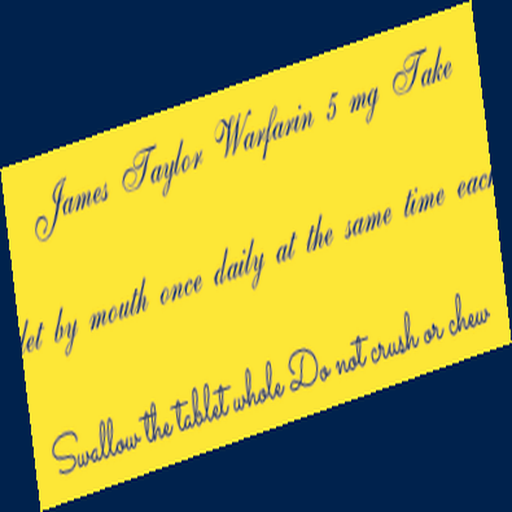 James Taylor Warfarin 5 mg Take
by mouth once daily at the same time
Swallow the tablet whole Do not crush or chew